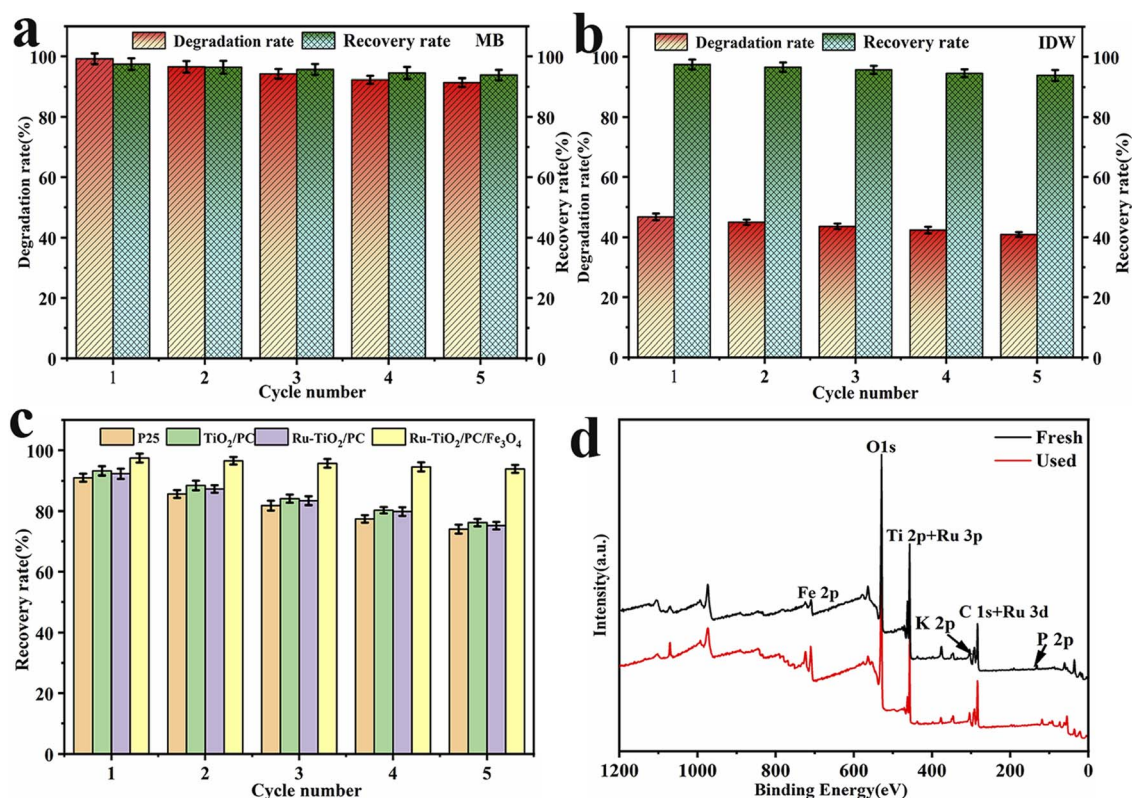 a
Degradation rate Recovery rate MB
100 100
80 80
60 60
40 40
20 20
0 0
Degradation rate(%)
Recovery rate(%)
1 2 3 4 5
Cycle number
b
Degradation rate Recovery rate IDW
100 100
80 80
60 60
40 40
20 20
0 0
Degradation rate(%)
Recovery rate(%)
1 2 3 4 5
Cycle number
c
P25 TiO₂/PC Ru-TiO₂/PC Ru-TiO₂/PC/Fe₃O₄
100
80
60
40
20
0
Recovery rate(%)
1 2 3 4 5
Cycle number
d
Fresh
Used
O1s
Ti 2p+Ru 3p
Fe 2p
C 1s+Ru 3d
K 2p
P 2p
Intensity(a.u.)
1200 1000 800 600 400 200 0
Binding Energy(eV)